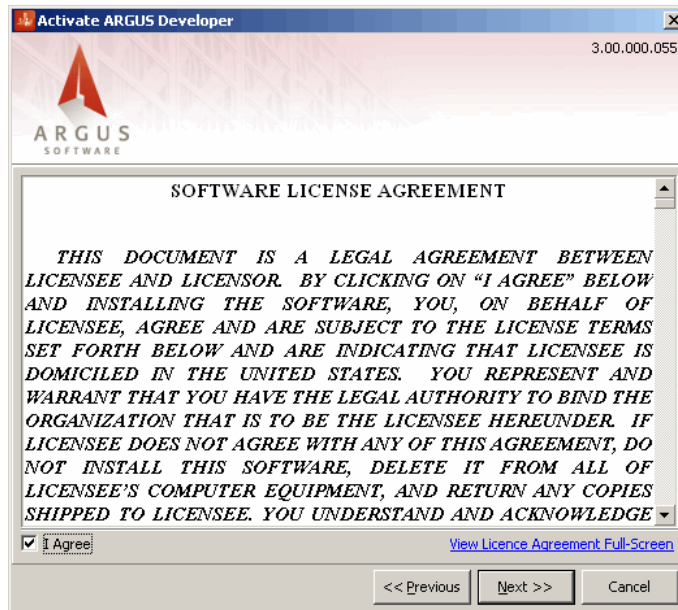 Activate ARGUS Developer
3.00.000.055
ARGUS
SOFTWARE
SOFTWARE LICENSE AGREEMENT
THIS DOCUMENT IS A LEGAL AGREEMENT BETWEEN
LICENSEE AND LICENSOR. BY CLICKING ON “I AGREE” BELOW
AND INSTALLING THE SOFTWARE, YOU, ON BEHALF OF
LICENSEE, AGREE AND ARE SUBJECT TO THE LICENSE TERMS
SET FORTH BELOW AND ARE INDICATING THAT LICENSEE IS
DOMICILED IN THE UNITED STATES. YOU REPRESENT AND
WARRANT THAT YOU HAVE THE LEGAL AUTHORITY TO BIND THE
ORGANIZATION THAT IS TO BE THE LICENSEE HEREUNDER. IF
LICENSEE DOES NOT AGREE WITH ANY OF THIS AGREEMENT, DO
NOT INSTALL THIS SOFTWARE, DELETE IT FROM ALL OF
LICENSEE’S COMPUTER EQUIPMENT, AND RETURN ANY COPIES
SHIPPED TO LICENSEE. YOU UNDERSTAND AND ACKNOWLEDGE
I Agree View Licence Agreement Full-Screen
<< Previous Next >> Cancel